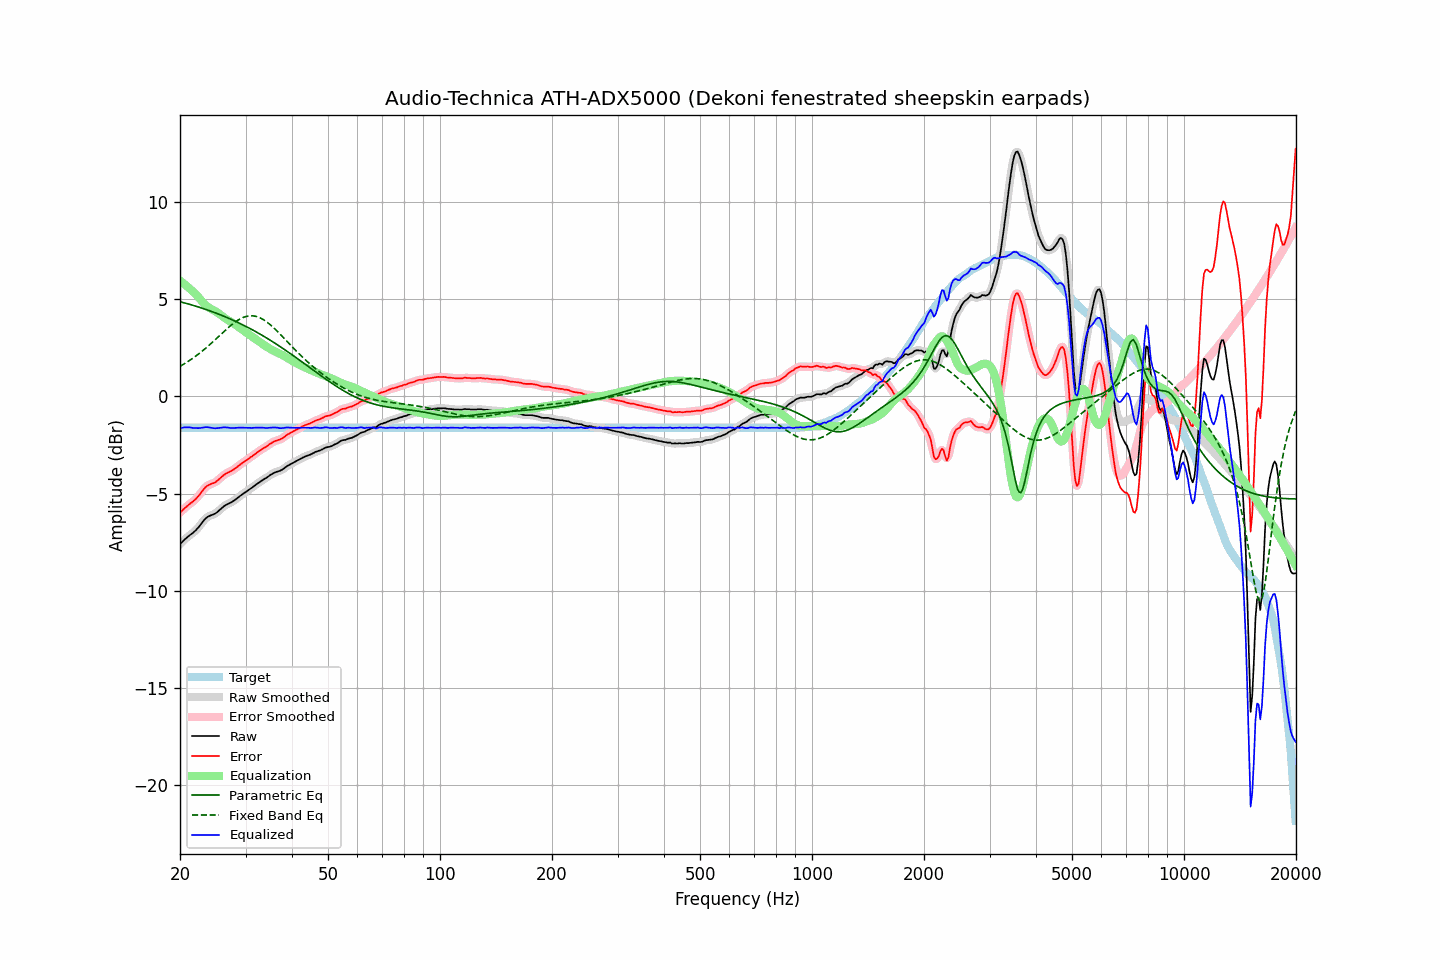 Audio-Technica ATH-ADX5000 (Dekoni fenestrated sheepskin earpads)
Amplitude (dBr)
10
5
0
−5
−10
−15
−20
Target
Raw Smoothed
Error Smoothed
Raw
Error
Equalization
Parametric Eq
Fixed Band Eq
Equalized
20 50 100 200 500 1000 2000 5000 10000 20000
Frequency (Hz)